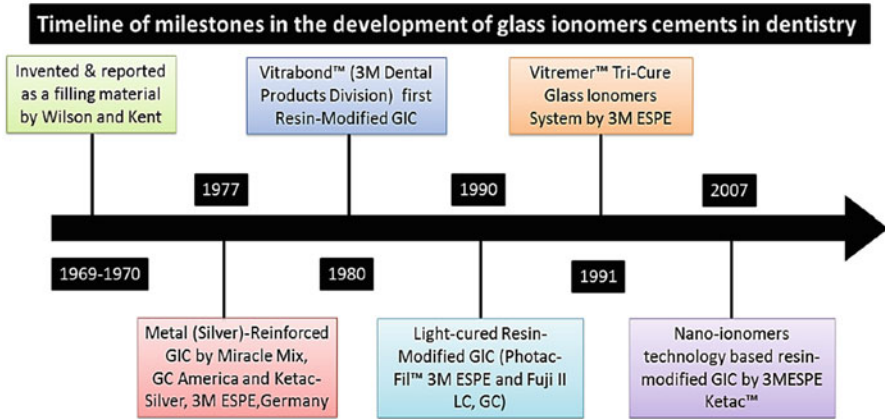 Timeline of milestones in the development of glass ionomers cements in dentistry
Invented & reported
as a filling material
by Wilson and Kent
Vitrabond™ (3M Dental
Products Division) first
Resin-Modified GIC
Vitremer™ Tri-Cure
Glass Ionomers
System by 3M ESPE
1977
1990
2007
1969-1970
1980
1991
Metal (Silver)-Reinforced
GIC by Miracle Mix,
GC America and Ketac-
Silver, 3M ESPE,Germany
Light-cured Resin-
Modified GIC (Photac-
Fil™ 3M ESPE and Fuji II
LC, GC)
Nano-ionomers
technology based resin-
modified GIC by 3MESPE
Ketac™